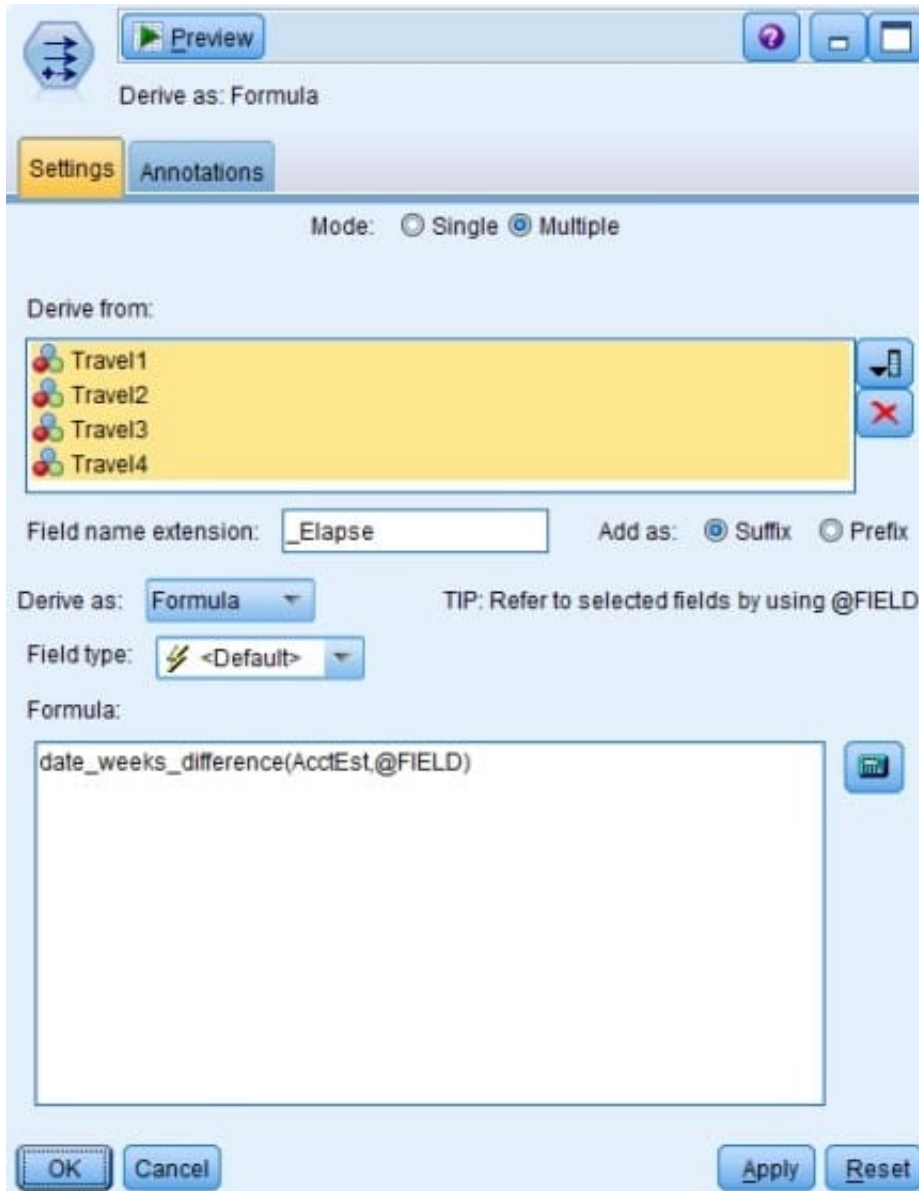 Preview
Derive as: Formula
Settings Annotations
Mode: Single Multiple
Derive from:
Travel1
Travel2
Travel3
Travel4
Field name extension: _Elapse Add as: Suffix Prefix
Derive as: Formula TIP: Refer to selected fields by using @FIELD
Field type: <Default>
Formula:
date_weeks_difference(AcctEst,@FIELD)
OK Cancel Apply Reset